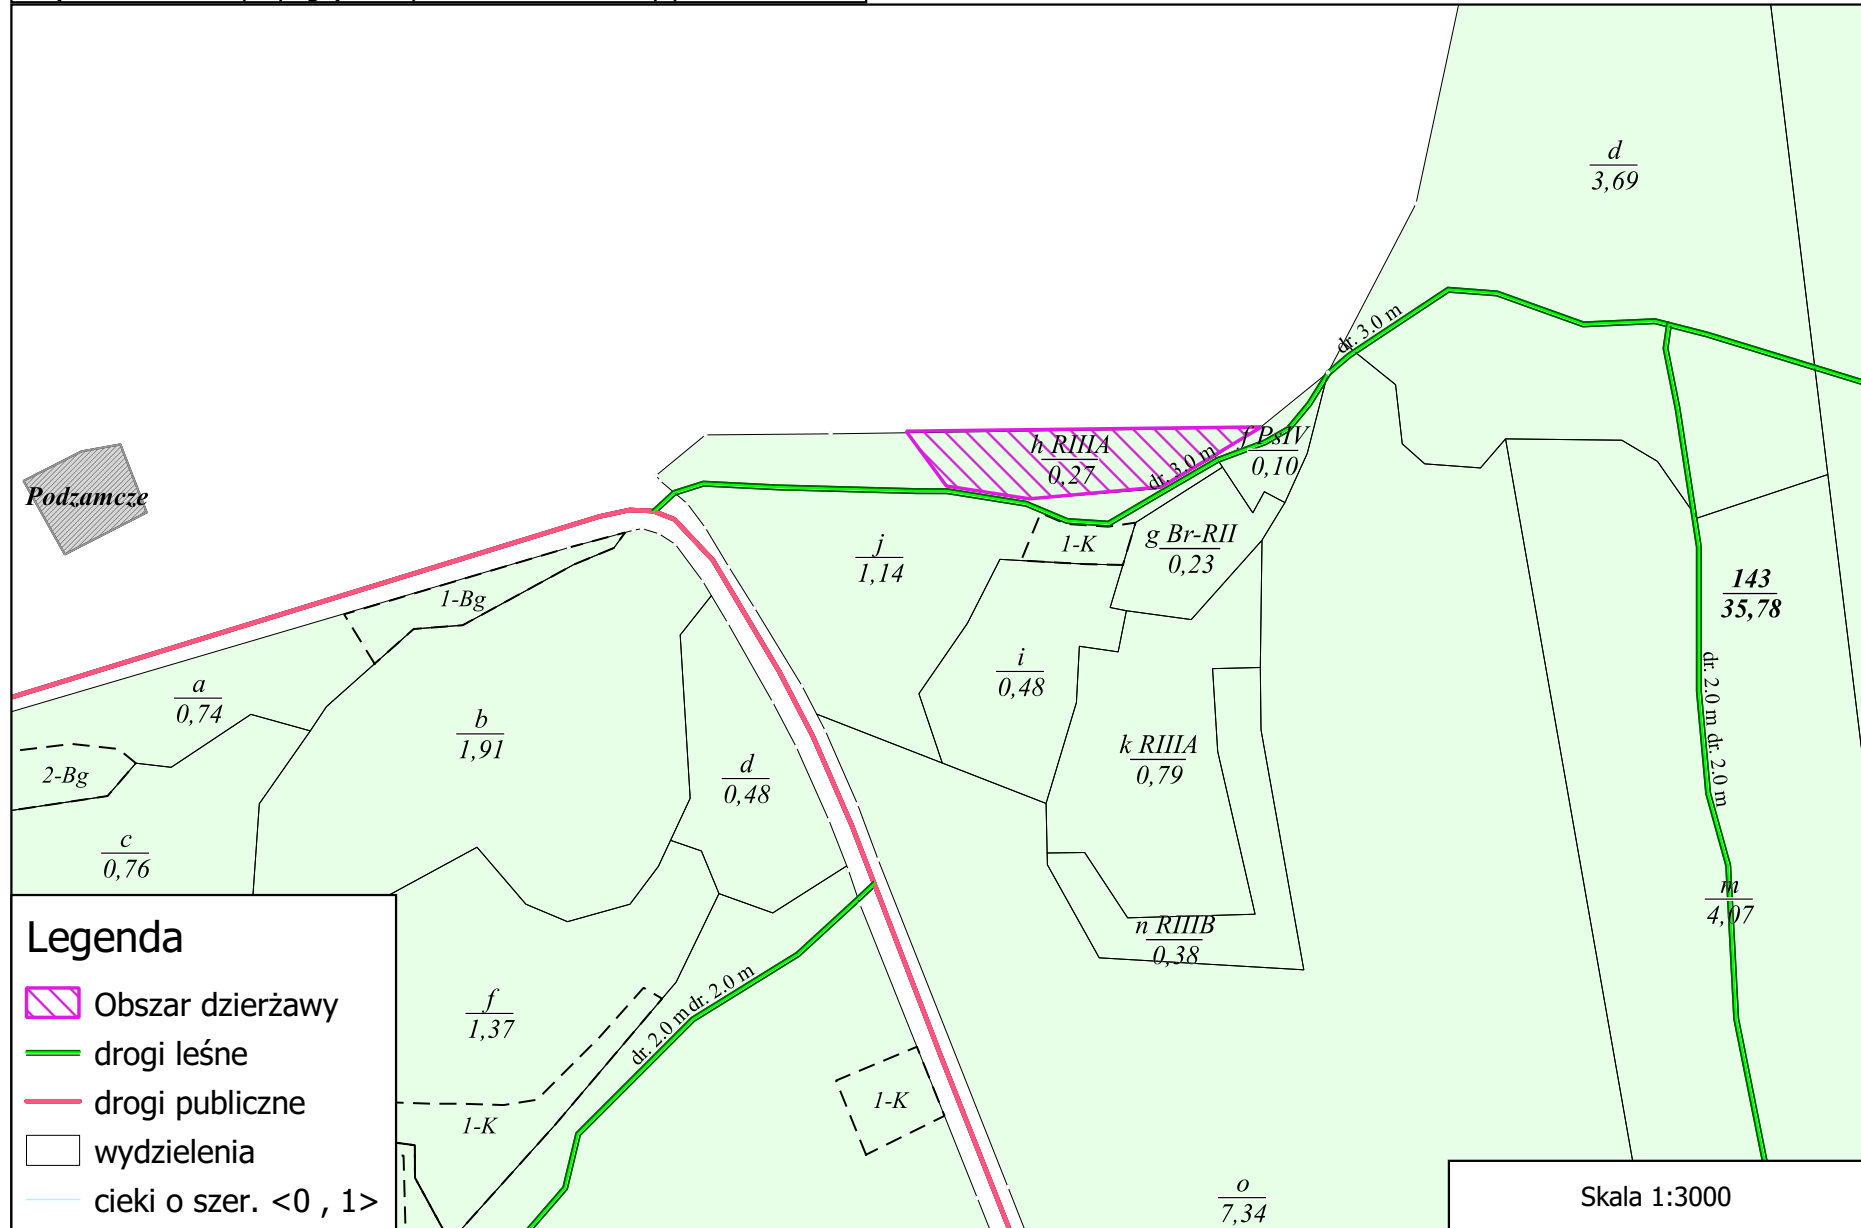 d
3,69
dr. 3.0 m
h RIIIA
0,27
dr. 3.0 m
f PsIV
0,10
Podzamcze
j
1,14
1-K
g Br-RII
0,23
143
35,78
1-Bg
a
0,74
b
1,91
i
0,48
k RIIIA
0,79
d
0,48
2-Bg
c
0,76
dr. 2.0 m
dr. 2.0 m
m
4,07
n RIIIB
0,38
f
1,37
dr. 2.0 m
dr. 2.0 m
1-K
1-K
o
7,34
Legenda
Obszar dzierżawy
drogi leśne
drogi publiczne
wydzielenia
cieki o szer. <0 , 1>
Skala 1:3000